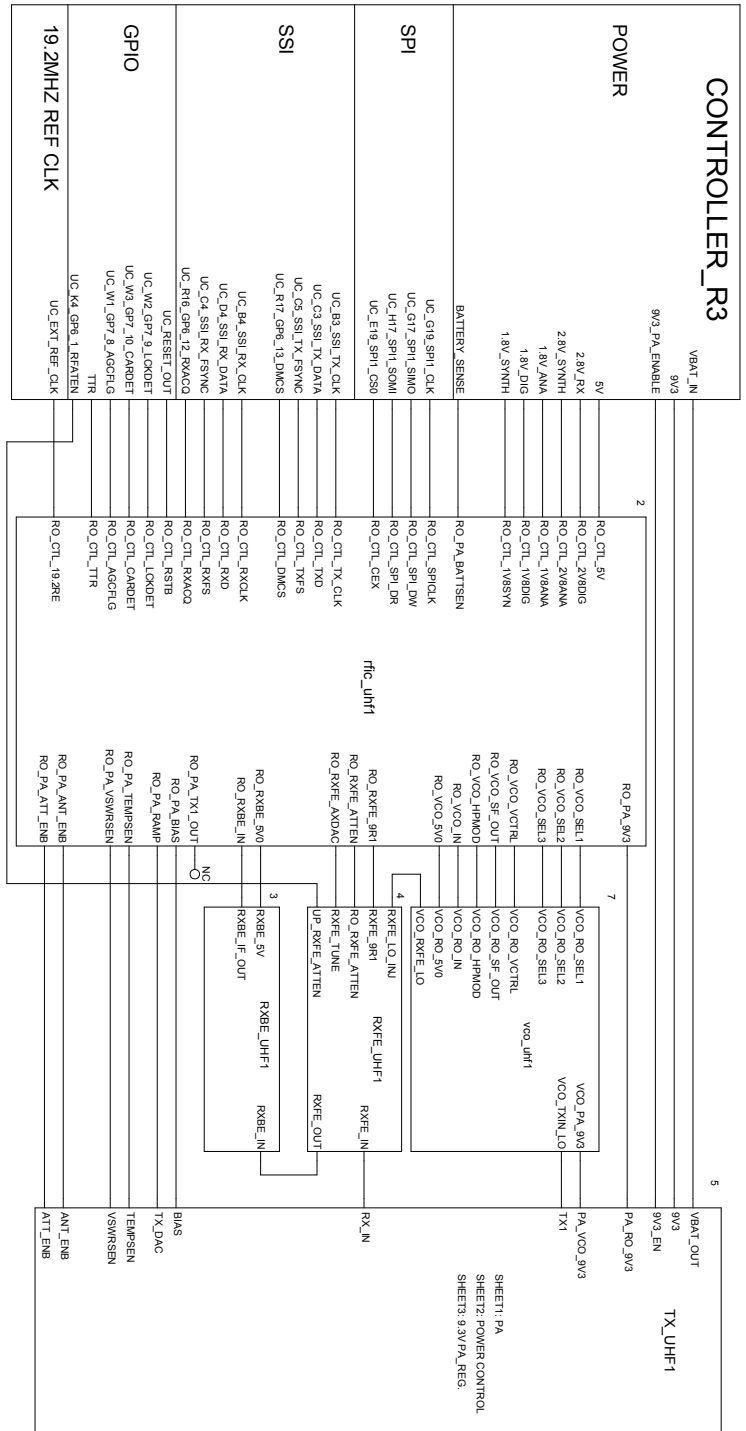 CONTROLLER_R3
POWER
VBAT_IN
9V3
9V3_PA_ENABLE
5V
2.8V_RX
2.8V_SYNTH
1.8V_ANA
1.8V_DIG
1.8V_SYNTH
BATTERY_SENSE
SPI
UC_G19_SPI1_CLK
UC_G17_SPI1_SIMO
UC_H17_SPI1_SOMI
UC_E19_SPI1_CS0
SSI
UC_B3_SSI_TX_CLK
UC_C3_SSI_TX_DATA
UC_C5_SSI_TX_FSYNC
UC_R17_GP6_13_DMCS
UC_B4_SSI_RX_CLK
UC_D4_SSI_RX_DATA
UC_C4_SSI_RX_FSYNC
UC_R16_GP6_12_RXACQ
GPIO
UC_RESET_OUT
UC_W2_GP7_9_LCKDET
UC_W3_GP7_10_CARDET
UC_W1_GP7_8_AGCFLG
TTR
UC_K4_GP6_1_RFATEN
19.2MHZ REF CLK
UC_EXT_REF_CLK
2
RO_CTL_5V
RO_CTL_2V8DIG
RO_CTL_2V8ANA
RO_CTL_1V8ANA
RO_CTL_1V8DIG
RO_CTL_1V8SYN
RO_PA_BATTSEN
RO_CTL_SPICLK
RO_CTL_SPI_DW
RO_CTL_SPI_DR
RO_CTL_CEX
RO_CTL_TX_CLK
RO_CTL_TXD
RO_CTL_TXFS
RO_CTL_DMCS
RO_CTL_RXCLK
RO_CTL_RXD
RO_CTL_RXFS
RO_CTL_RXACQ
RO_CTL_RSTB
RO_CTL_LCKDET
RO_CTL_CARDET
RO_CTL_AGCFLG
RO_CTL_TTR
RO_CTL_19.2RE
rfic_uhf1
RO_PA_9V3
RO_VCO_SEL1
RO_VCO_SEL2
RO_VCO_SEL3
RO_VCO_VCTRL
RO_VCO_SF_OUT
RO_VCO_HPMOD
RO_VCO_IN
RO_VCO_5V0
RO_RXFE_9R1
RO_RXFE_ATTEN
RO_RXFE_AXDAC
RO_RXBE_5V0
RO_RXBE_IN
RO_PA_TX1_OUT
RO_PA_BIAS
RO_PA_RAMP
RO_PA_TEMPSEN
RO_PA_VSWRSEN
RO_PA_ANT_ENB
RO_PA_ATT_ENB
NC
7
VCO_RO_SEL1
VCO_RO_SEL2
VCO_RO_SEL3
VCO_RO_VCTRL
VCO_RO_SF_OUT
VCO_RO_HPMOD
VCO_RO_IN
VCO_RO_5V0
VCO_RXFE_LO
vco_uhf1
VCO_PA_9V3
VCO_TXIN_LO
4
RXFE_LO_INJ
RXFE_9R1
RO_RXFE_ATTEN
RXFE_TUNE
UP_RXFE_ATTEN
RXFE_UHF1
RXFE_IN
RXFE_OUT
3
RXBE_5V
RXBE_IF_OUT
RXBE_UHF1
RXBE_IN
5
TX_UHF1
VBAT_OUT
9V3
9V3_EN
PA_RO_9V3
PA_VCO_9V3
TX1
RX_IN
BIAS
TX_DAC
TEMPSEN
VSWRSEN
ANT_ENB
ATT_ENB
SHEET1: PA
SHEET2: POWER CONTROL
SHEET3: 9.3V PA_REG.